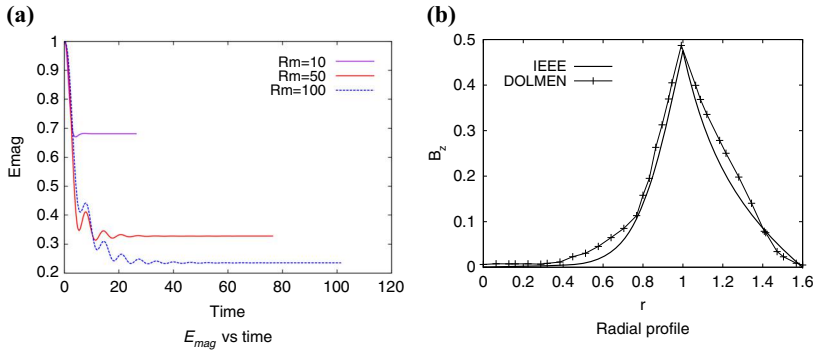 (a)
1
0.9
0.8
0.7
0.6
0.5
0.4
0.3
0.2
Emag
Rm=10
Rm=50
Rm=100
0 20 40 60 80 100 120
Time
E_mag vs time
(b)
0.5
0.4
0.3
0.2
0.1
0
B_z
IEEE
DOLMEN
0 0.2 0.4 0.6 0.8 1 1.2 1.4 1.6
r
Radial profile